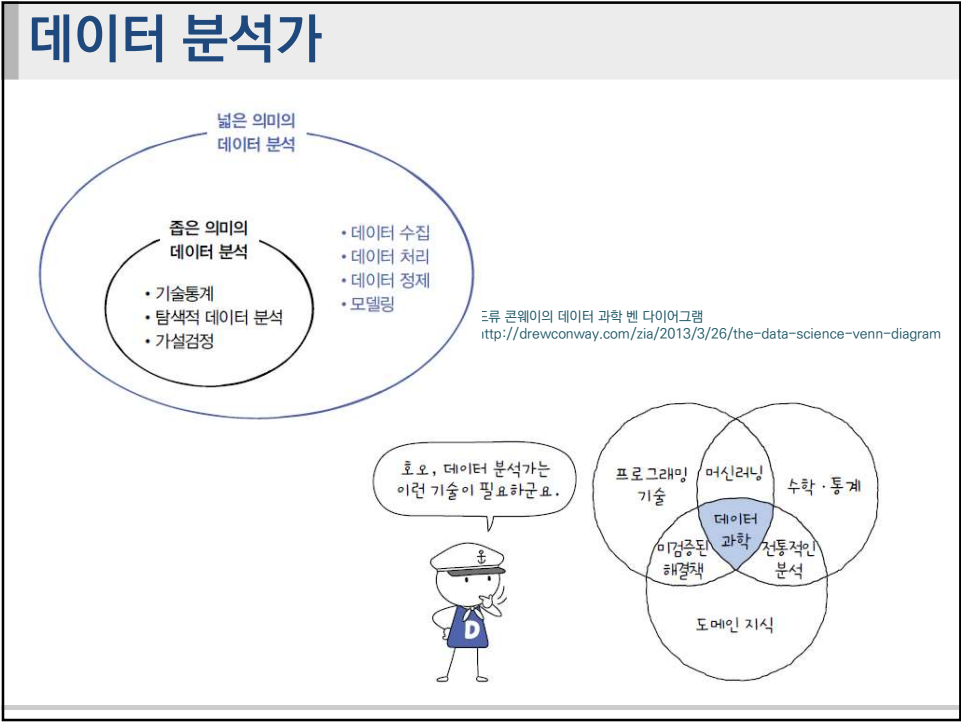 데이터 분석가
넓은 의미의
데이터 분석
좁은 의미의
데이터 분석
• 기술통계
• 탐색적 데이터 분석
• 가설검정
• 데이터 수집
• 데이터 처리
• 데이터 정제
• 모델링
류 콘웨이의 데이터 과학 벤 다이어그램
ttp://drewconway.com/zia/2013/3/26/the-data-science-venn-diagram
호오, 데이터 분석가는
이런 기술이 필요하군요.
D
프로그래밍
기술
머신러닝
수학 · 통계
데이터
과학
미검증된
해결책
전통적인
분석
도메인 지식